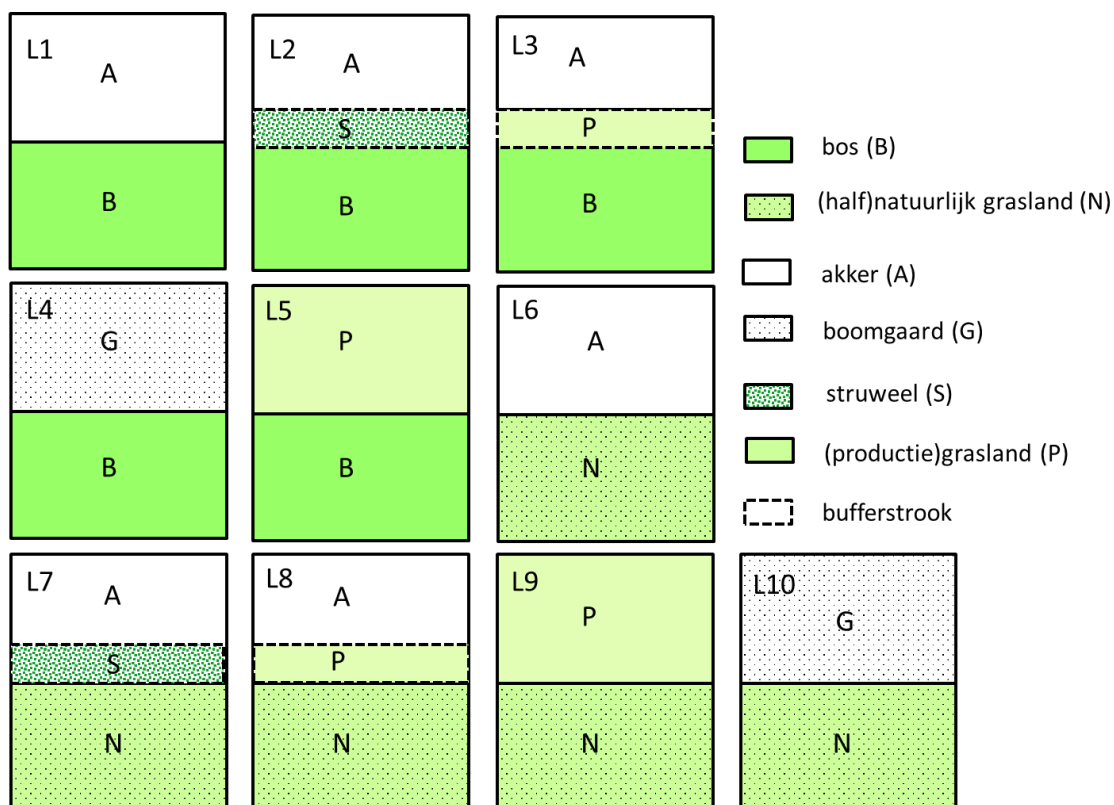 L1
A
B
L2
A
S
B
L3
A
P
B
bos (B)
(half)natuurlijk grasland (N)
akker (A)
boomgaard (G)
struweel (S)
(productie)grasland (P)
bufferstrook
L4
G
B
L5
P
B
L6
A
N
L7
A
S
N
L8
A
P
N
L9
P
N
L10
G
N